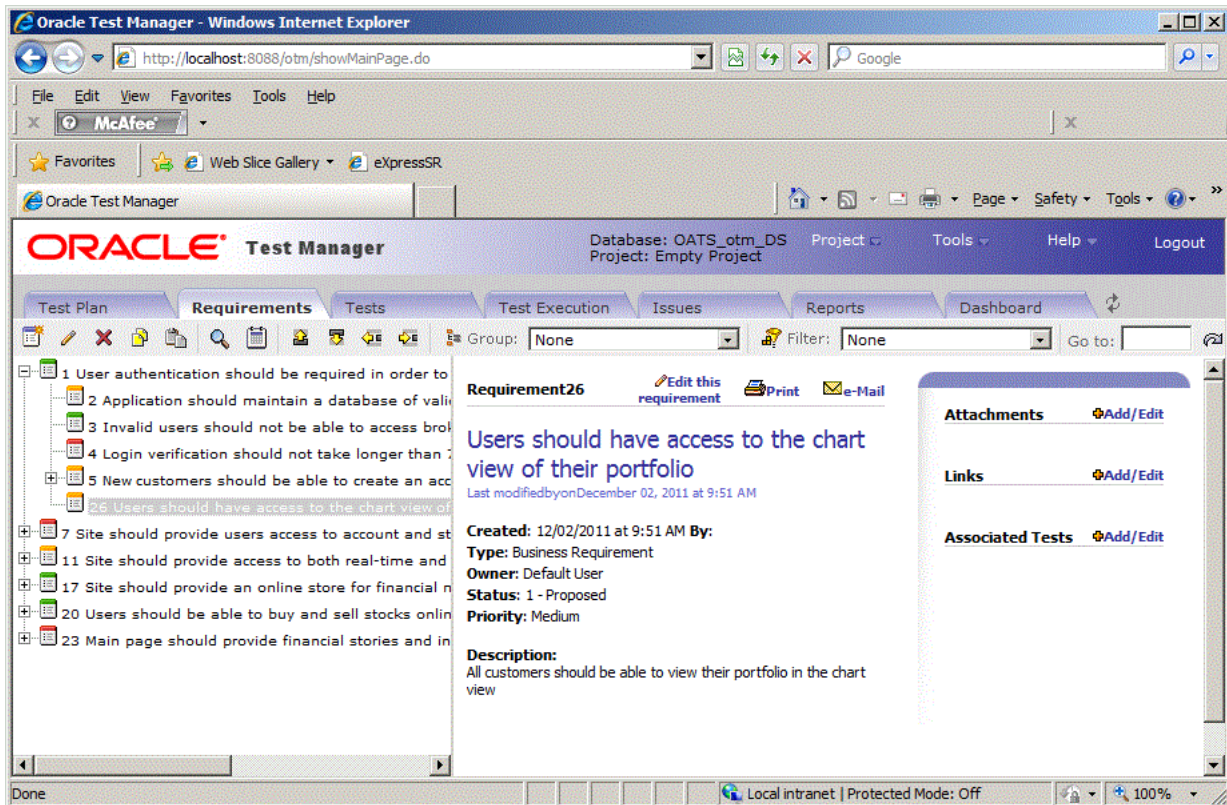 Oracle Test Manager - Windows Internet Explorer
http://localhost:8088/otm/showMainPage.do
Google
File Edit View Favorites Tools Help
McAfee
Favorites Web Slice Gallery eXpressSR
Oracle Test Manager
Page Safety Tools »
ORACLE Test Manager
Database: OATS_otm_DS
Project: Empty Project
Project Tools Help Logout
Test Plan Requirements Tests Test Execution Issues Reports Dashboard
Group: None Filter: None Go to:
1 User authentication should be required in order to
2 Application should maintain a database of vali
3 Invalid users should not be able to access brok
4 Login verification should not take longer than 7
5 New customers should be able to create an acc
26 Users should have access to the chart view of
7 Site should provide users access to account and st
11 Site should provide access to both real-time and
17 Site should provide an online store for financial n
20 Users should be able to buy and sell stocks onlin
23 Main page should provide financial stories and in
Requirement26
Edit this requirement
Print
e-Mail
Users should have access to the chart
view of their portfolio
Last modifiedbyonDecember 02, 2011 at 9:51 AM
Created: 12/02/2011 at 9:51 AM By:
Type: Business Requirement
Owner: Default User
Status: 1 - Proposed
Priority: Medium
Description:
All customers should be able to view their portfolio in the chart
view
Attachments Add/Edit
Links Add/Edit
Associated Tests Add/Edit
Done
Local intranet | Protected Mode: Off
100%